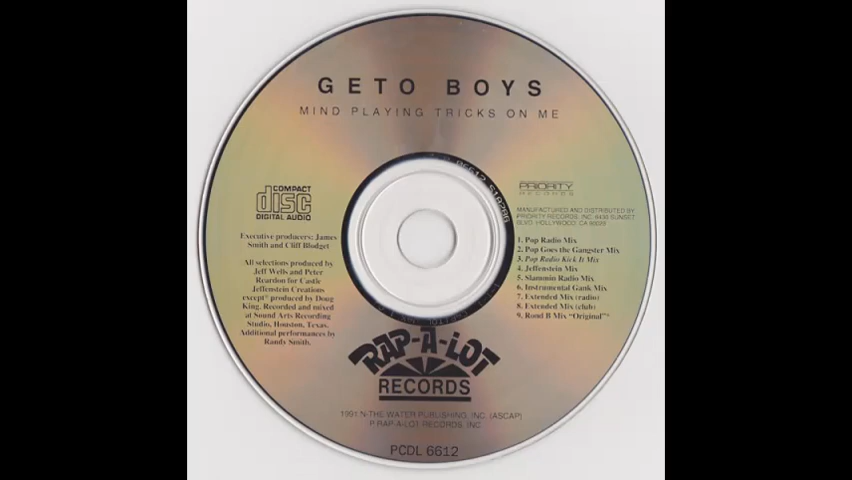 GETO BOYS
MIND PLAYING TRICKS ON ME
COMPACT
disc
DIGITAL AUDIO
Executive producers: James
Smith and Cliff Blodget
All selections produced by
Jeff Wells and Peter
Reardon for Castle
Jeffenstein Creations
except* produced by Doug
King. Recorded and mixed
at Sound Arts Recording
Studio, Houston, Texas.
Additional performances by
Randy Smith.
PRIORITY
RECORDS
MANUFACTURED AND DISTRIBUTED BY
PRIORITY RECORDS, INC. 6430 SUNSET
BLVD. HOLLYWOOD, CA 90028
1. Pop Radio Mix
2. Pop Goes the Gangster Mix
3. Pop Radio Kick It Mix
4. Jeffenstein Mix
5. Slammin Radio Mix
6. Instrumental Gank Mix
7. Extended Mix (radio)
8. Extended Mix (club)
9. Rond B Mix "Original"*
RAP-A-LOT
RECORDS
1991 N-THE WATER PUBLISHING, INC. (ASCAP)
P RAP-A-LOT RECORDS, INC.
PCDL 6612